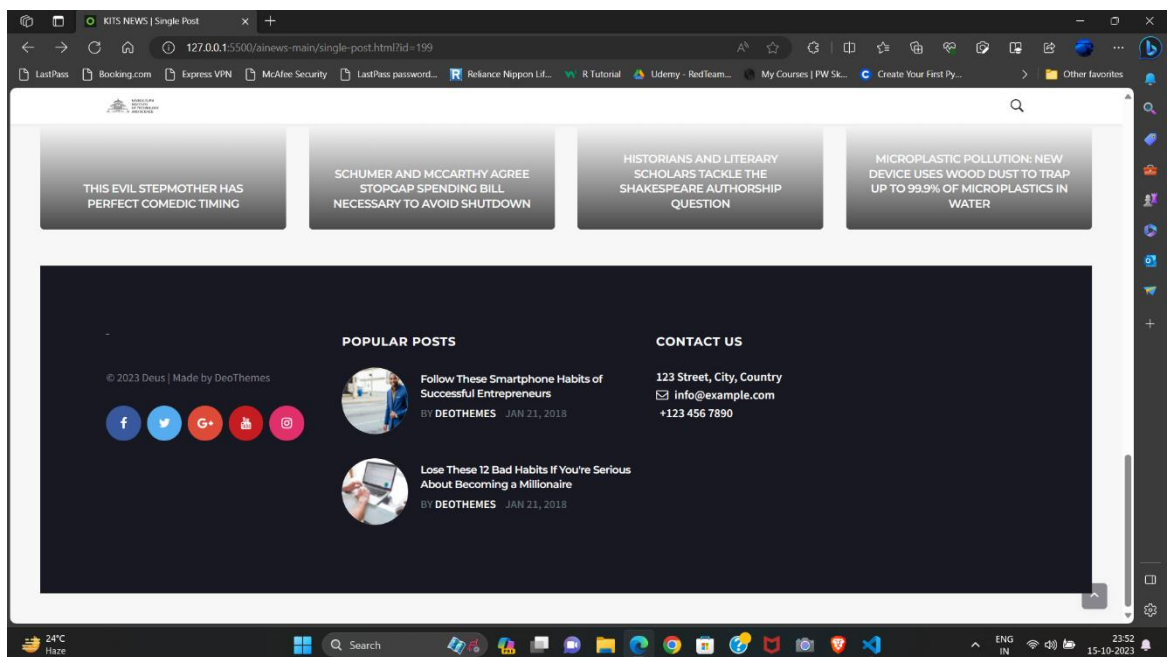 KITS NEWS | Single Post
127.0.0.1:5500/ainews-main/single-post.html?id=199
LastPass
Booking.com
Express VPN
McAfee Security
LastPass password...
Reliance Nippon Lif...
R Tutorial
Udemy - RedTeam...
My Courses | PW Sk...
Create Your First Py...
Other favorites
THIS EVIL STEPMOTHER HAS
PERFECT COMEDIC TIMING
SCHUMER AND MCCARTHY AGREE
STOPGAP SPENDING BILL
NECESSARY TO AVOID SHUTDOWN
HISTORIANS AND LITERARY
SCHOLARS TACKLE THE
SHAKESPEARE AUTHORSHIP
QUESTION
MICROPLASTIC POLLUTION: NEW
DEVICE USES WOOD DUST TO TRAP
UP TO 99.9% OF MICROPLASTICS IN
WATER
© 2023 Deus | Made by DeoThemes
POPULAR POSTS
Follow These Smartphone Habits of
Successful Entrepreneurs
BY DEOTHEMES JAN 21, 2018
Lose These 12 Bad Habits If You're Serious
About Becoming a Millionaire
BY DEOTHEMES JAN 21, 2018
CONTACT US
123 Street, City, Country
info@example.com
+123 456 7890
24°C
Haze
Search
ENG
IN
23:52
15-10-2023